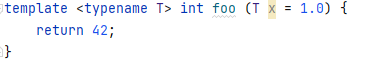 template <typename T> int foo (T x = 1.0) {
    return 42;
}